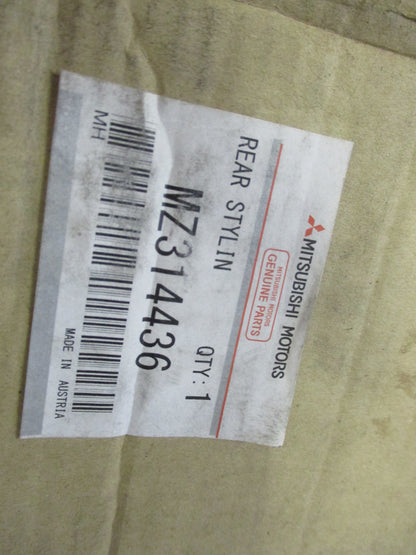 MITSUBISHI MOTORS
MITSUBISHI MOTORS
GENUINE PARTS
REAR STYLIN
QTY: 1
MZ314436
MH
MADE IN AUSTRIA